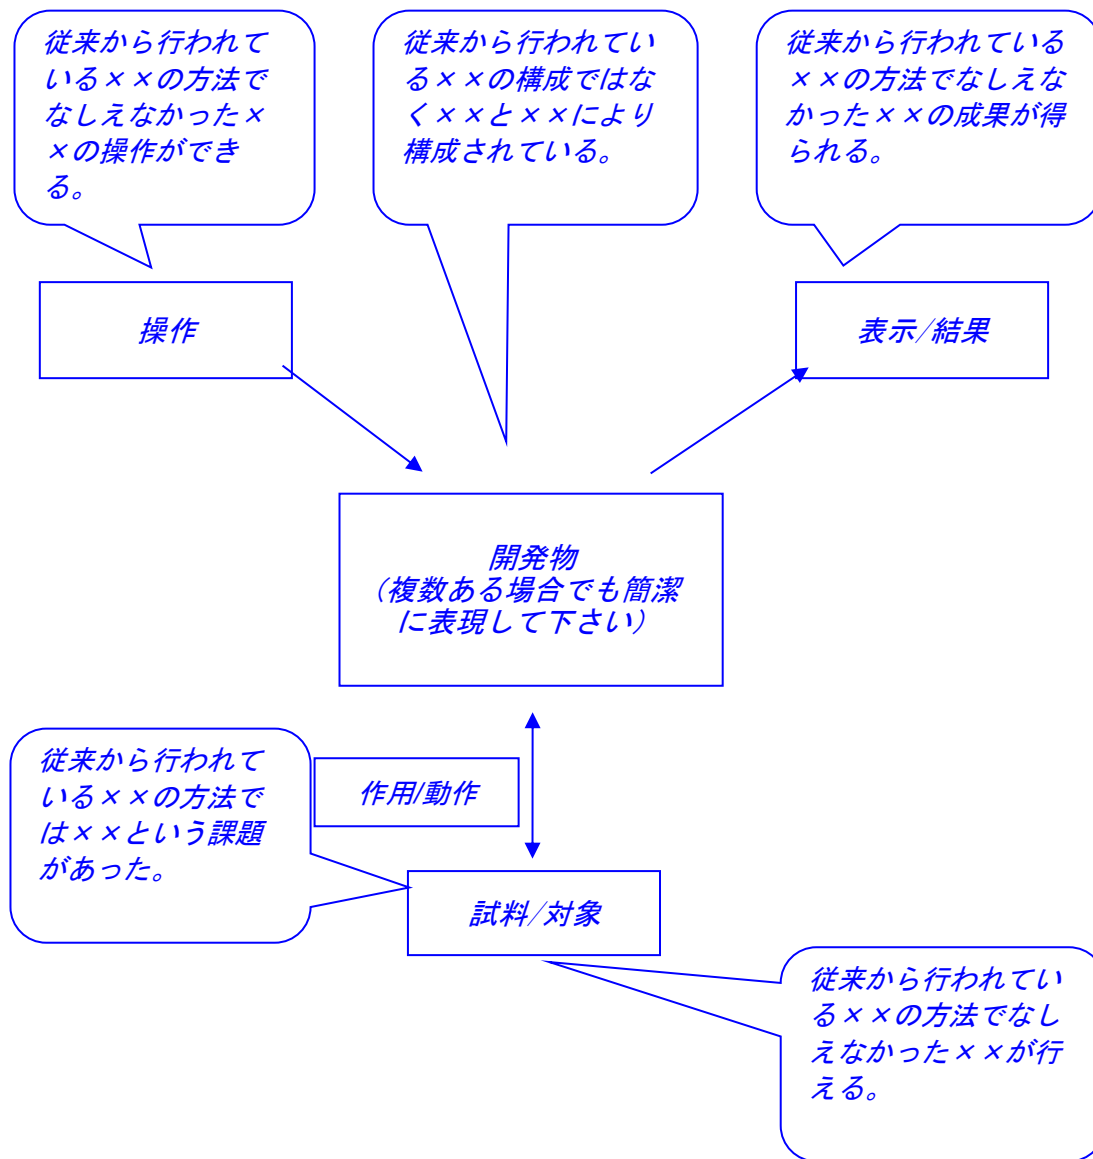 従来から行われて
いる××の方法で
なしえなかった×
×の操作ができ
る。
従来から行われてい
る××の構成ではな
く××と××により
構成されている。
従来から行われている
××の方法でなしえな
かった××の成果が得
られる。
操作
表示/結果
開発物
（複数ある場合でも簡潔
に表現して下さい）
従来から行われて
いる××の方法で
は××という課題
があった。
作用/動作
試料/対象
従来から行われてい
る××の方法でなし
えなかった××が行
える。